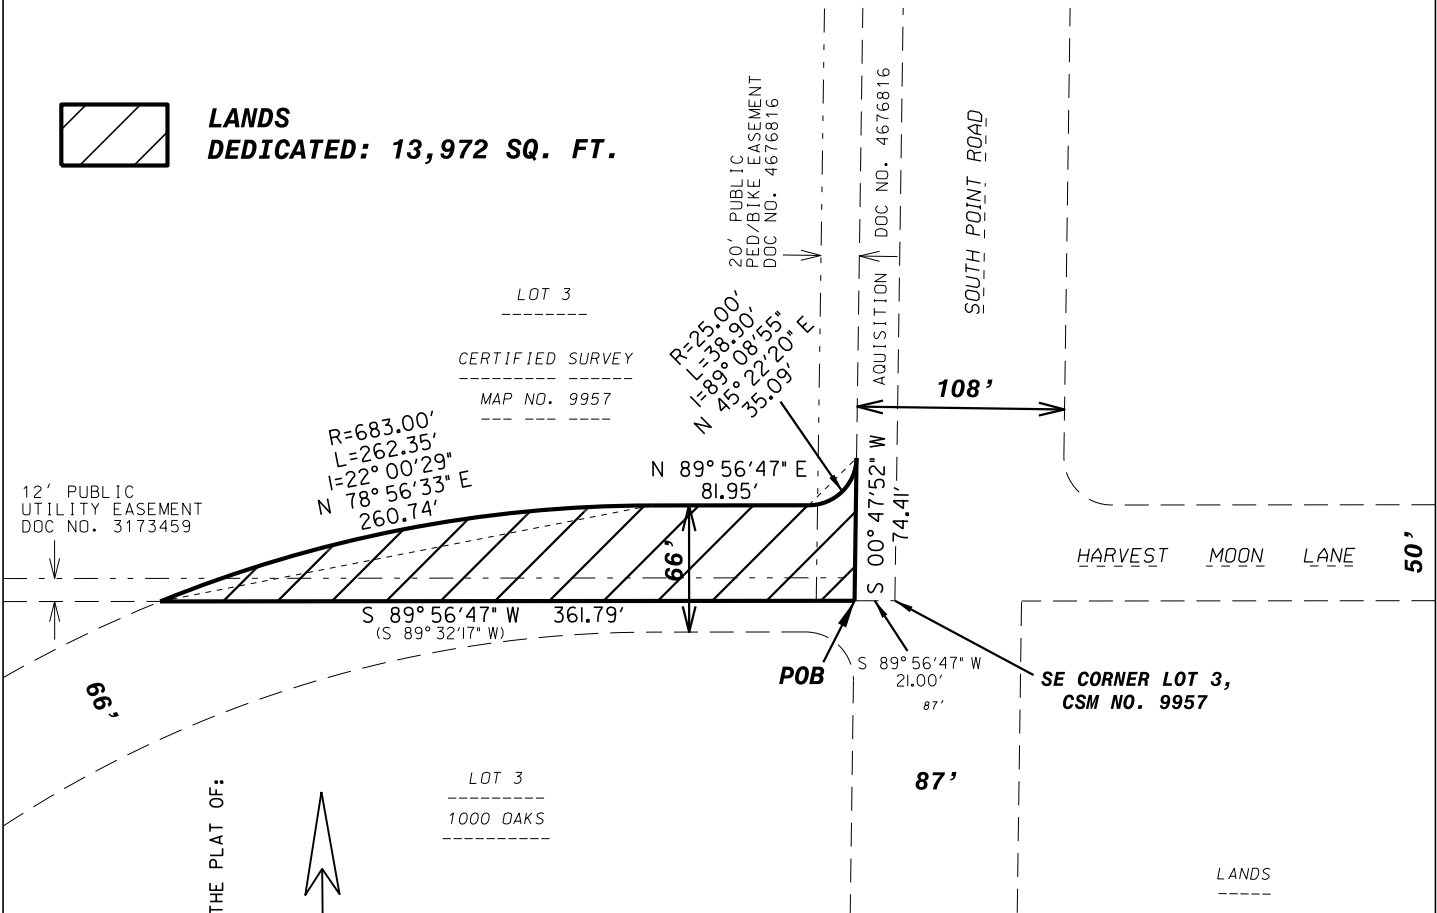 LANDS
DEDICATED: 13,972 SQ. FT.
20' PUBLIC
PED/BIKE EASEMENT
DOC NO. 4676816
AQUISITION DOC NO. 4676816
SOUTH POINT ROAD
LOT 3
CERTIFIED SURVEY
MAP NO. 9957
R=25.00'
L=38.90'
I=89° 08'55"
N 45° 22'20" E
35.09'
108'
R=683.00'
L=262.35'
I=22° 00'29"
N 78° 56'33" E
260.74'
N 89° 56'47" E
81.95'
12' PUBLIC
UTILITY EASEMENT
DOC NO. 3173459
S 00° 47'52" W
74.41'
66'
HARVEST MOON LANE
50'
S 89° 56'47" W 361.79'
(S 89° 32'17" W)
POB
S 89° 56'47" W
21.00'
87'
SE CORNER LOT 3,
CSM NO. 9957
66'
87'
LOT 3
1000 OAKS
THE PLAT OF:
LANDS